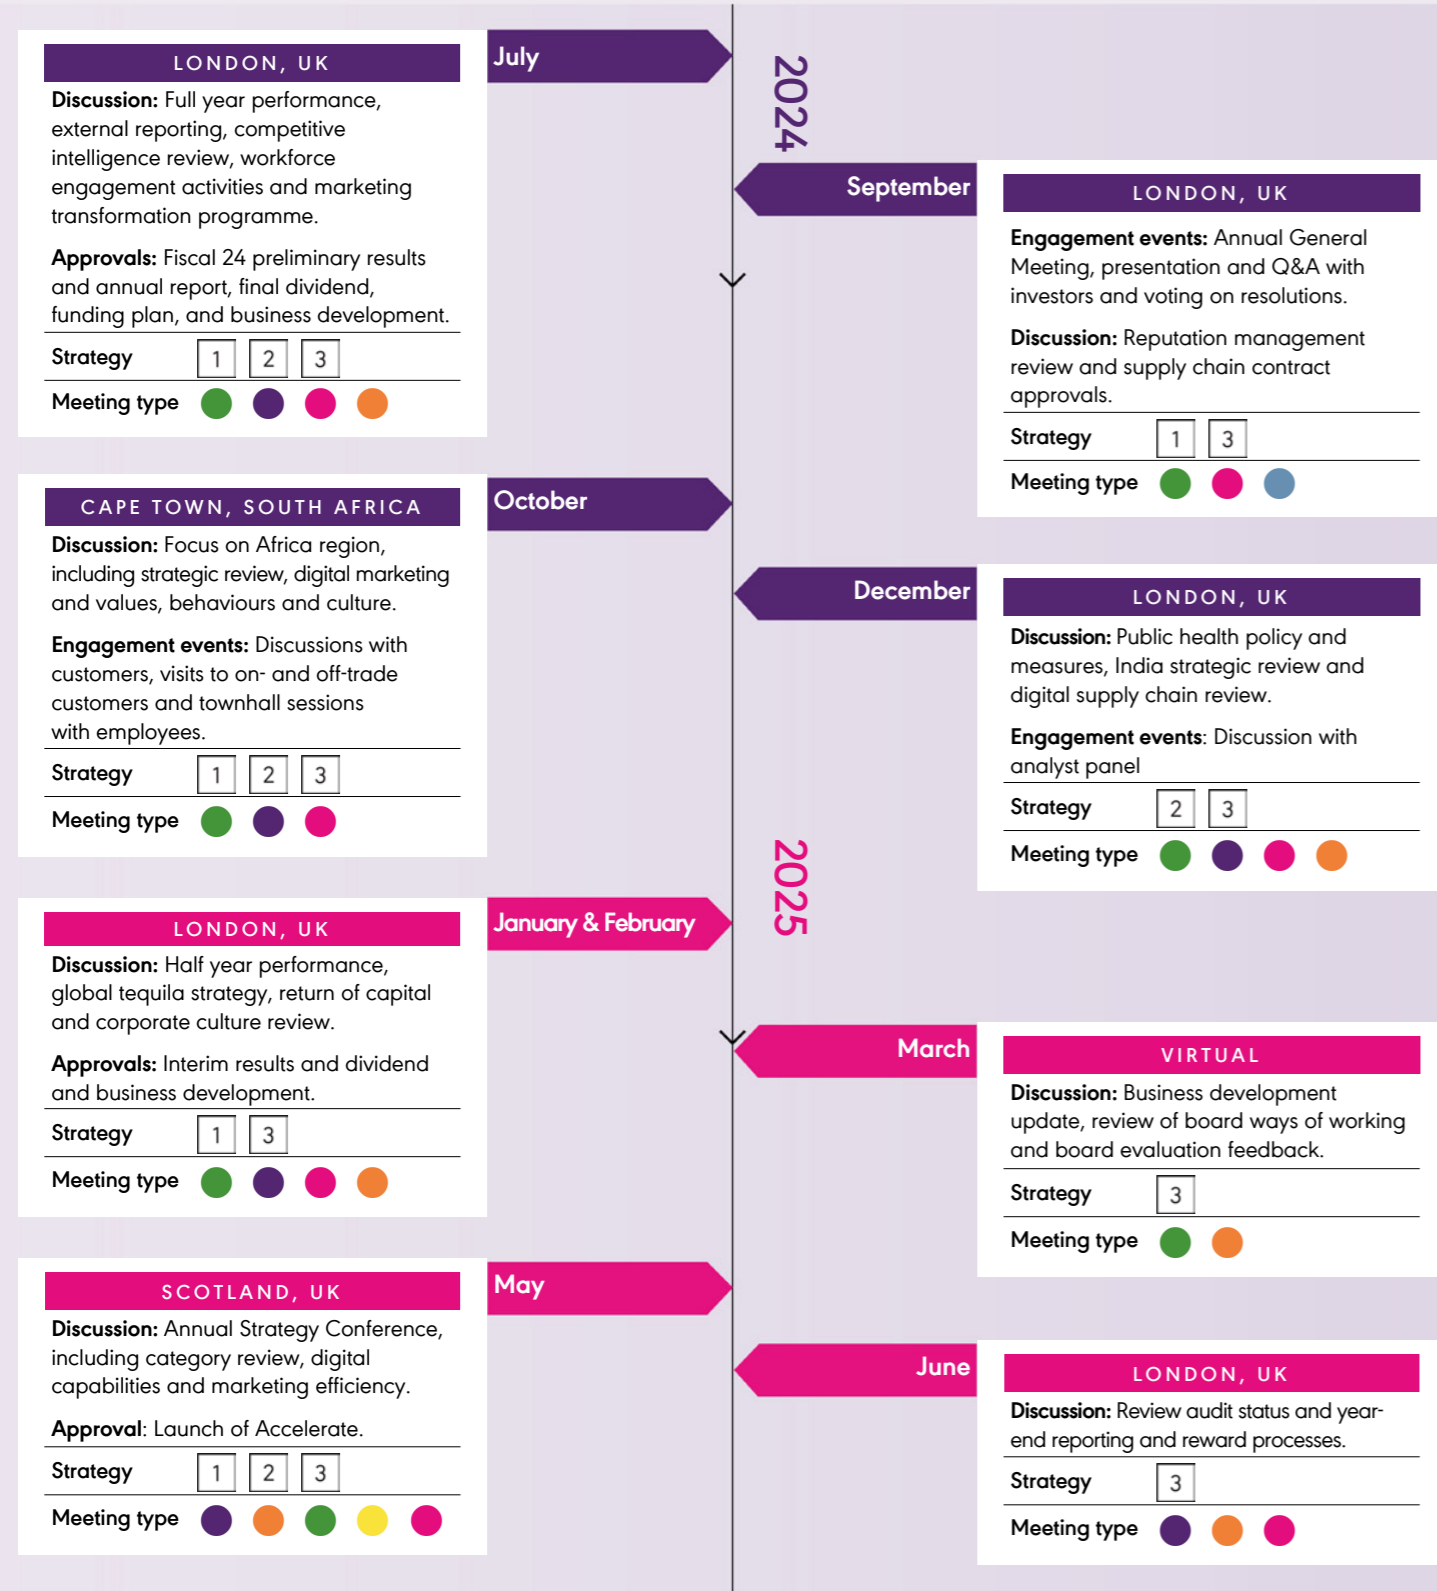 2024
July
LONDON, UK
Discussion: Full year performance,
external reporting, competitive
intelligence review, workforce
engagement activities and marketing
transformation programme.
Approvals: Fiscal 24 preliminary results
and annual report, final dividend,
funding plan, and business development.
Strategy 1 2 3
Meeting type
September
LONDON, UK
Engagement events: Annual General
Meeting, presentation and Q&A with
investors and voting on resolutions.
Discussion: Reputation management
review and supply chain contract
approvals.
Strategy 1 3
Meeting type
October
CAPE TOWN, SOUTH AFRICA
Discussion: Focus on Africa region,
including strategic review, digital marketing
and values, behaviours and culture.
Engagement events: Discussions with
customers, visits to on- and off-trade
customers and townhall sessions
with employees.
Strategy 1 2 3
Meeting type
December
LONDON, UK
Discussion: Public health policy and
measures, India strategic review and
digital supply chain review.
Engagement events: Discussion with
analyst panel
Strategy 2 3
Meeting type
2025
January & February
LONDON, UK
Discussion: Half year performance,
global tequila strategy, return of capital
and corporate culture review.
Approvals: Interim results and dividend
and business development.
Strategy 1 3
Meeting type
March
VIRTUAL
Discussion: Business development
update, review of board ways of working
and board evaluation feedback.
Strategy 3
Meeting type
May
SCOTLAND, UK
Discussion: Annual Strategy Conference,
including category review, digital
capabilities and marketing efficiency.
Approval: Launch of Accelerate.
Strategy 1 2 3
Meeting type
June
LONDON, UK
Discussion: Review audit status and year-
end reporting and reward processes.
Strategy 3
Meeting type